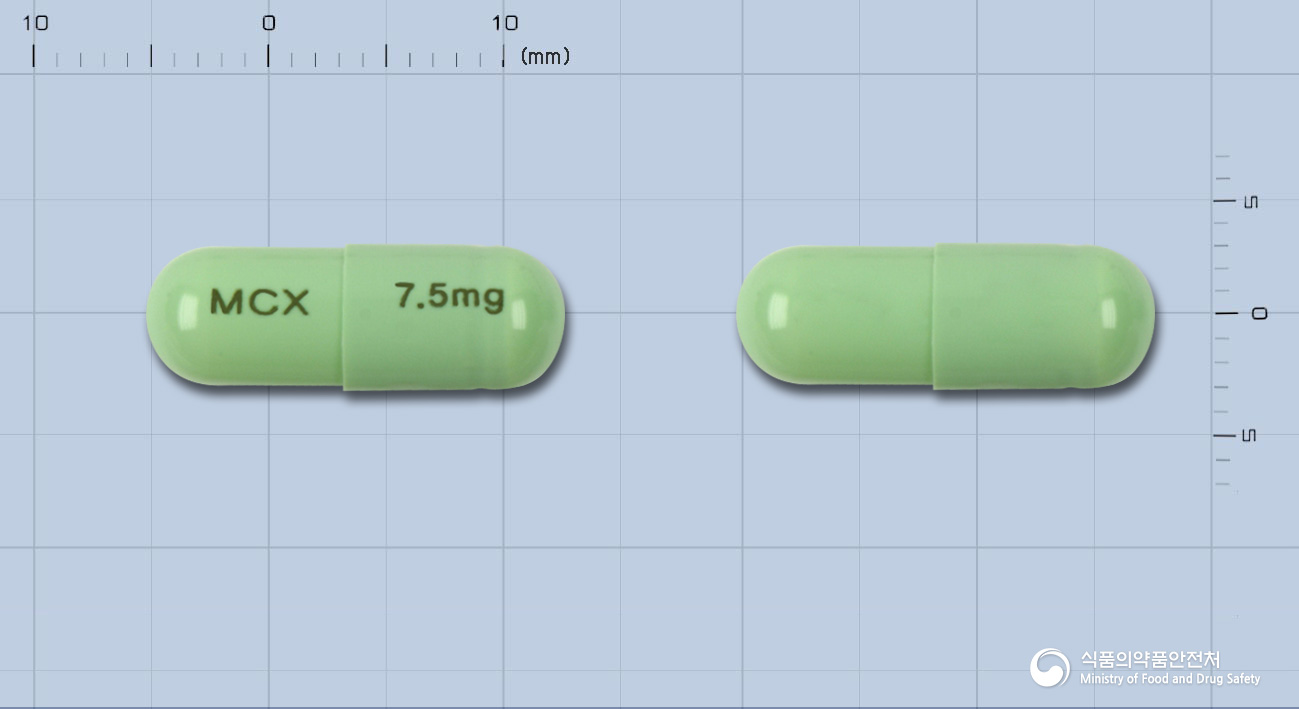 10 0 10
(mm)
MCX 7.5mg
5
0
5
식품의약품안전처
Ministry of Food and Drug Safety